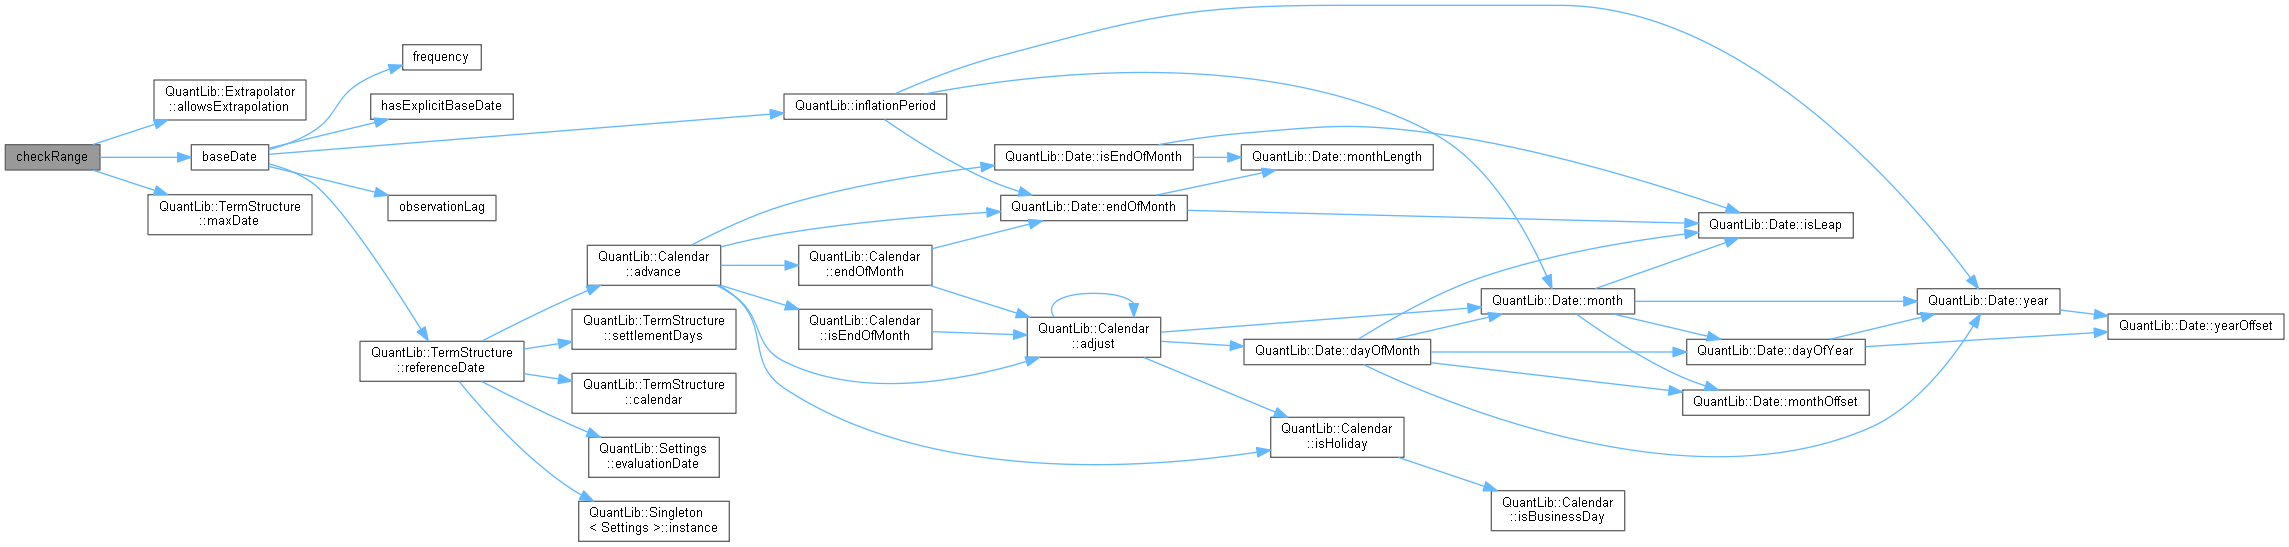 checkRange
QuantLib::Extrapolator
::allowsExtrapolation
baseDate
QuantLib::TermStructure
::maxDate
frequency
hasExplicitBaseDate
observationLag
QuantLib::TermStructure
::referenceDate
QuantLib::inflationPeriod
QuantLib::Calendar
::advance
QuantLib::TermStructure
::settlementDays
QuantLib::TermStructure
::calendar
QuantLib::Settings
::evaluationDate
QuantLib::Singleton
< Settings >::instance
QuantLib::Calendar
::endOfMonth
QuantLib::Calendar
::isEndOfMonth
QuantLib::Date::isEndOfMonth
QuantLib::Date::endOfMonth
QuantLib::Calendar
::adjust
QuantLib::Date::monthLength
QuantLib::Date::dayOfMonth
QuantLib::Calendar
::isHoliday
QuantLib::Date::month
QuantLib::Calendar
::isBusinessDay
QuantLib::Date::isLeap
QuantLib::Date::dayOfYear
QuantLib::Date::monthOffset
QuantLib::Date::year
QuantLib::Date::yearOffset